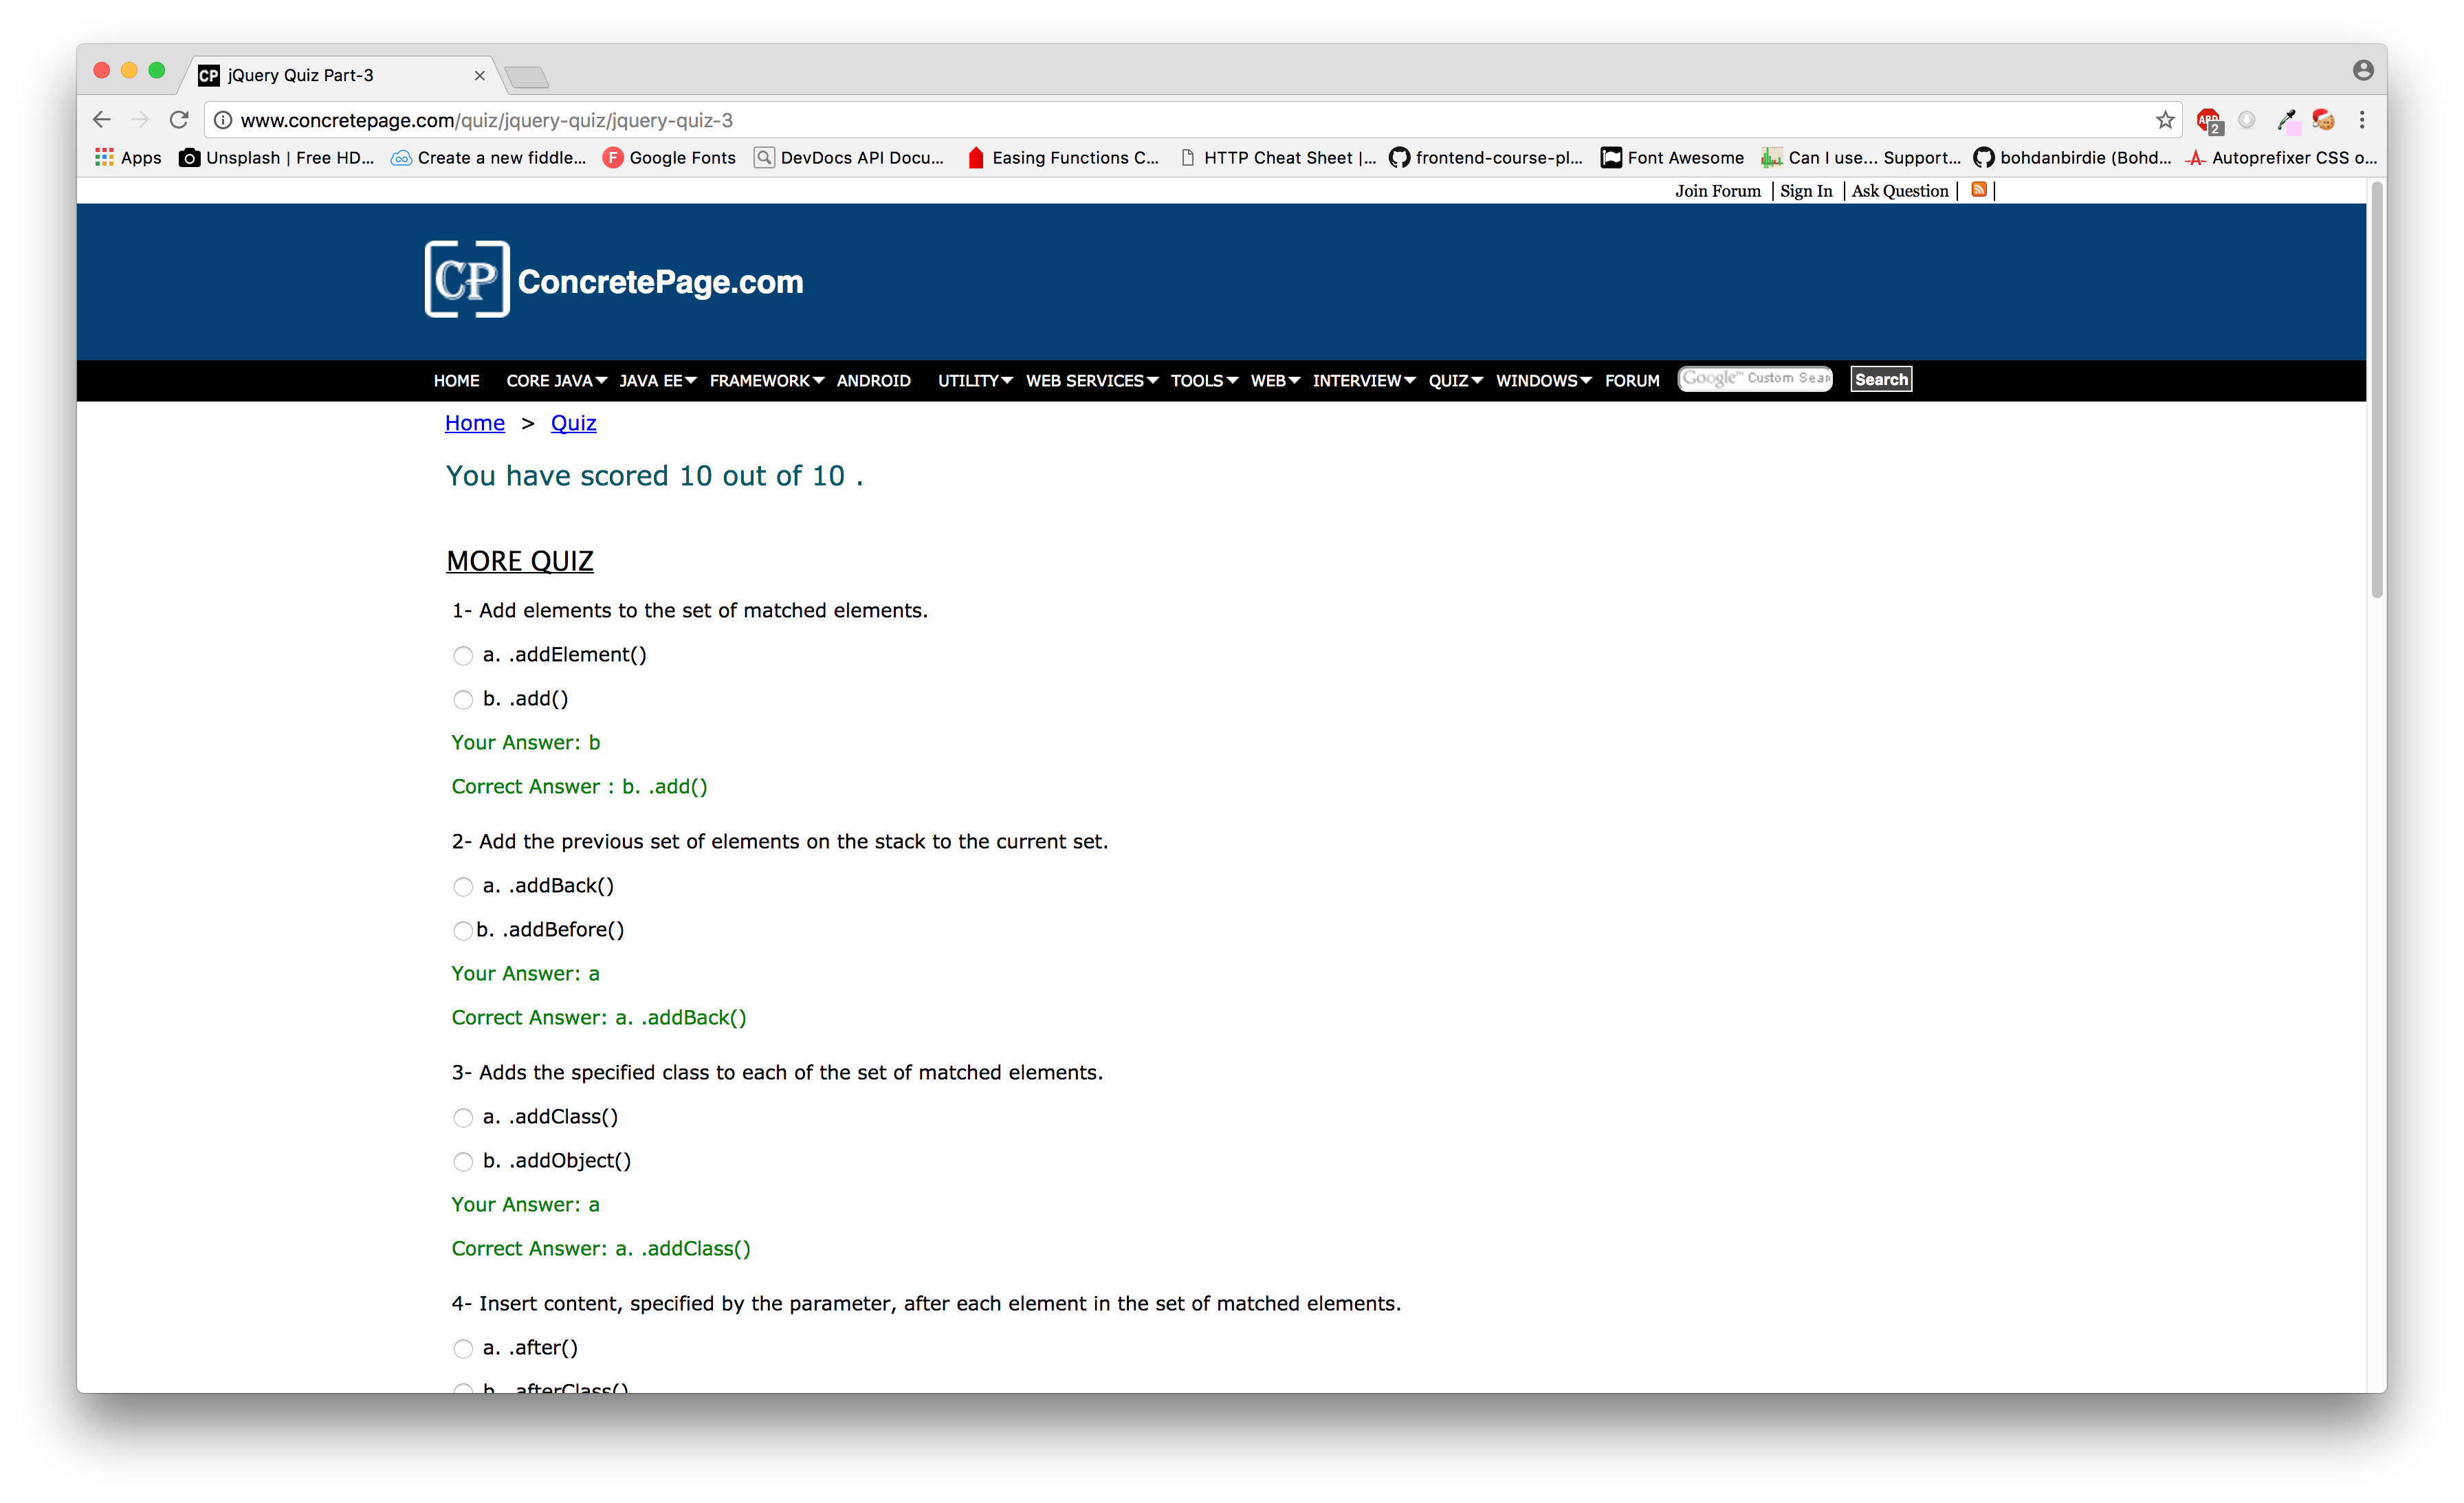 CP jQuery Quiz Part-3
www.concretepage.com/quiz/jquery-quiz/jquery-quiz-3
ABP 2
Apps Unsplash | Free HD... Create a new fiddle... F Google Fonts DevDocs API Docu... Easing Functions C... HTTP Cheat Sheet |... frontend-course-pl... Font Awesome Can I use... Support... bohdanbirdie (Bohd... Autoprefixer CSS o...
Join Forum | Sign In | Ask Question | |
CP ConcretePage.com
HOME CORE JAVA JAVA EE FRAMEWORK ANDROID UTILITY WEB SERVICES TOOLS WEB INTERVIEW QUIZ WINDOWS FORUM Google™ Custom Sear Search
Home > Quiz
You have scored 10 out of 10 .
MORE QUIZ
1- Add elements to the set of matched elements.
a. .addElement()
b. .add()
Your Answer: b
Correct Answer : b. .add()
2- Add the previous set of elements on the stack to the current set.
a. .addBack()
b. .addBefore()
Your Answer: a
Correct Answer: a. .addBack()
3- Adds the specified class to each of the set of matched elements.
a. .addClass()
b. .addObject()
Your Answer: a
Correct Answer: a. .addClass()
4- Insert content, specified by the parameter, after each element in the set of matched elements.
a. .after()
b. .afterClass()